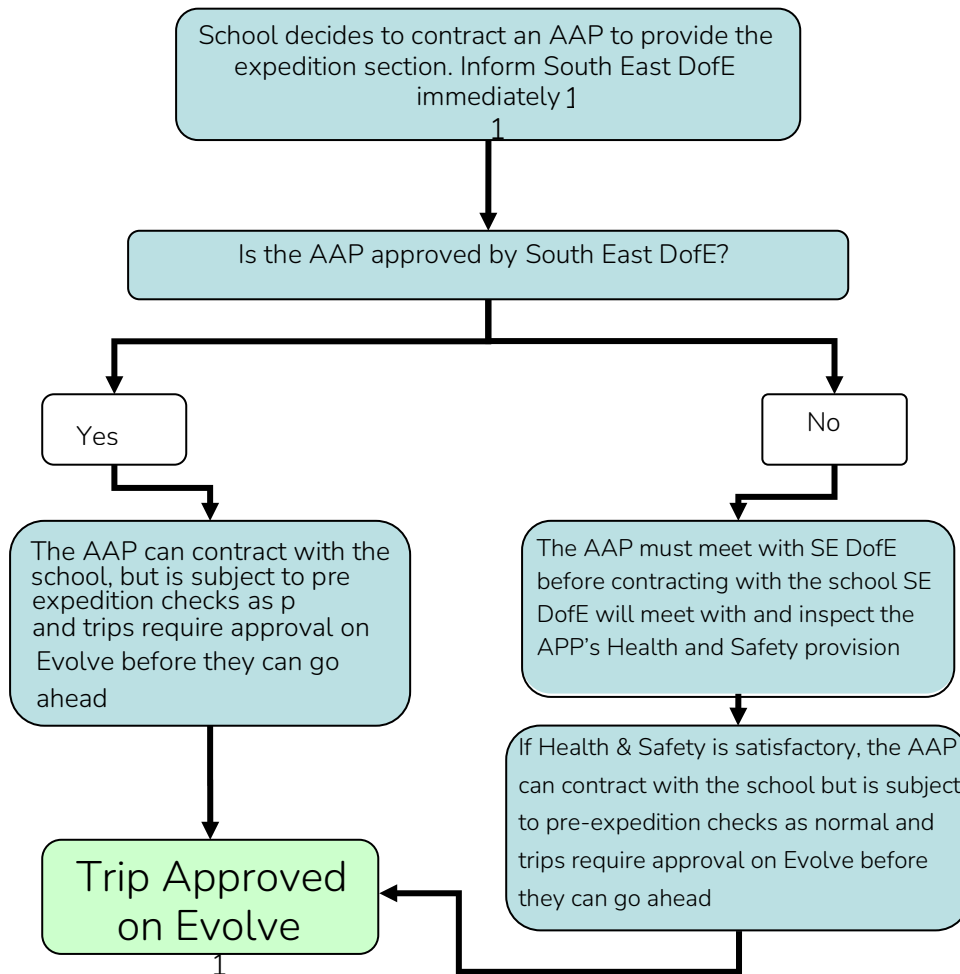 School decides to contract an AAP to provide the
expedition section. Inform South East DofE
immediately 1
1
Is the AAP approved by South East DofE?
Yes
No
The AAP can contract with the
school, but is subject to pre
expedition checks as p
and trips require approval on
Evolve before they can go
ahead
The AAP must meet with SE DofE
before contracting with the school SE
DofE will meet with and inspect the
APP's Health and Safety provision
If Health & Safety is satisfactory, the AAP
can contract with the school but is subject
to pre-expedition checks as normal and
trips require approval on Evolve before
they can go ahead
Trip Approved
on Evolve
1